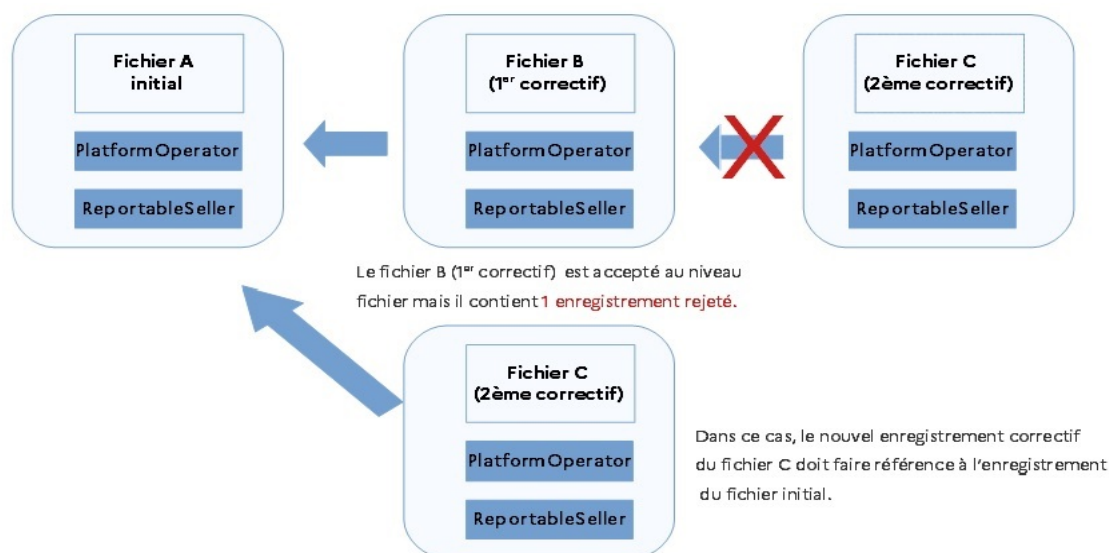 Fichier A
initial
PlatformOperator
ReportableSeller
Fichier B
(1er correctif)
PlatformOperator
ReportableSeller
Fichier C
(2ème correctif)
PlatformOperator
ReportableSeller
Le fichier B (1er correctif) est accepté au niveau
fichier mais il contient 1 enregistrement rejeté.
Fichier C
(2ème correctif)
PlatformOperator
ReportableSeller
Dans ce cas, le nouvel enregistrement correctif
du fichier C doit faire référence à l'enregistrement
du fichier initial.